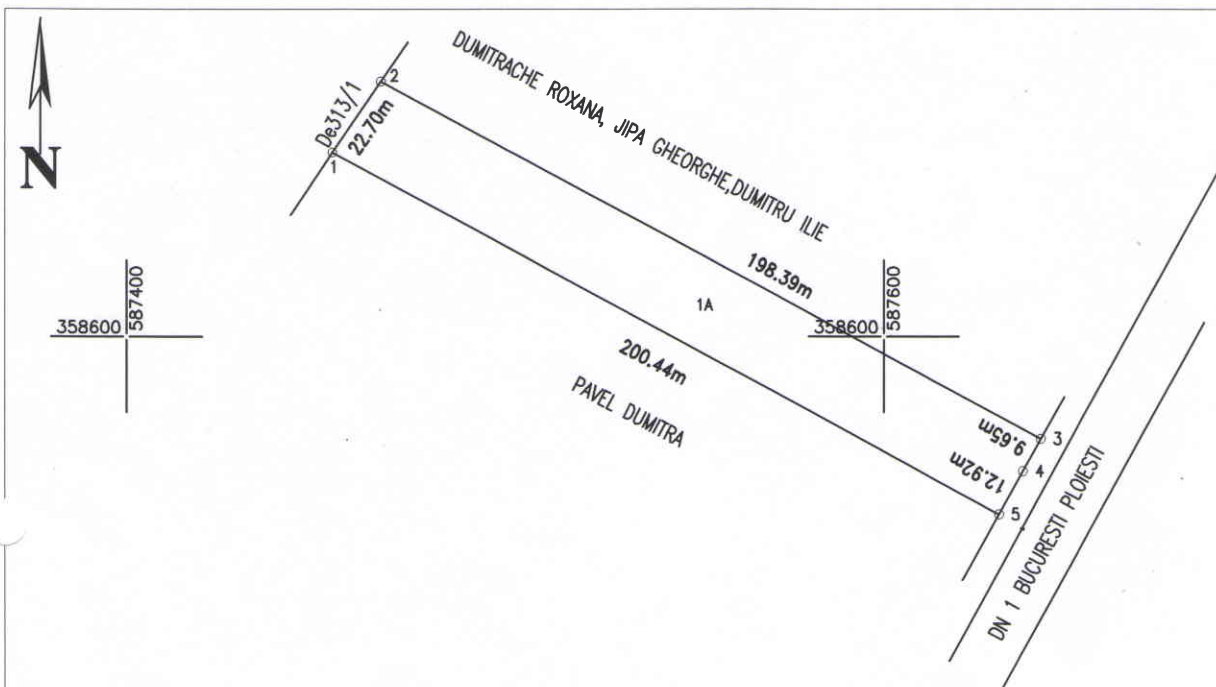 N
De313/1
22.70m
1
2
DUMITRACHE ROXANA, JIPA GHEORGHE,DUMITRU ILIE
198.39m
1A
358600
587400
358600
587600
200.44m
PAVEL DUMITRA
9.65m
3
12.92m
4
5
DN 1 BUCURESTI PLOIESTI